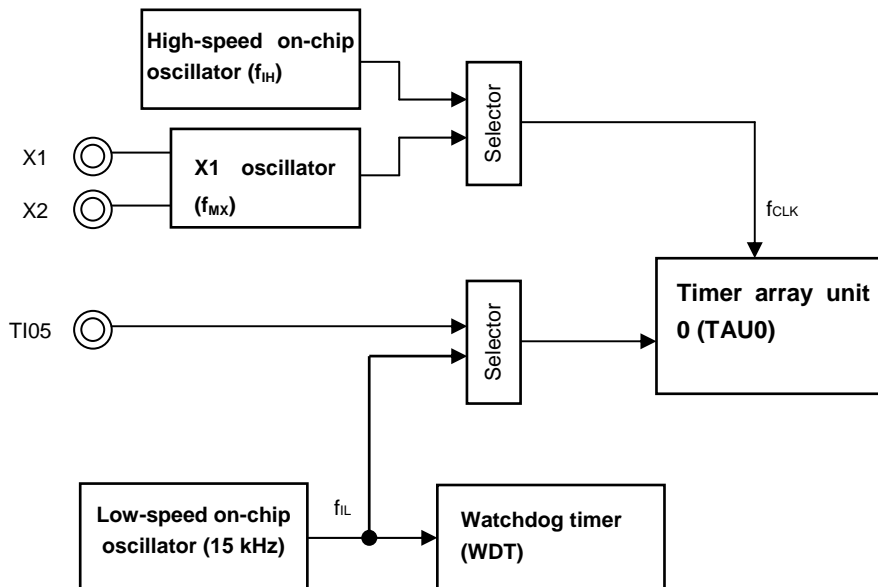 High-speed on-chip
oscillator (fIH)
Selector
X1
X1 oscillator
(fMX)
X2
fCLK
Timer array unit
0 (TAU0)
TI05
Selector
Low-speed on-chip
oscillator (15 kHz)
fIL
Watchdog timer
(WDT)